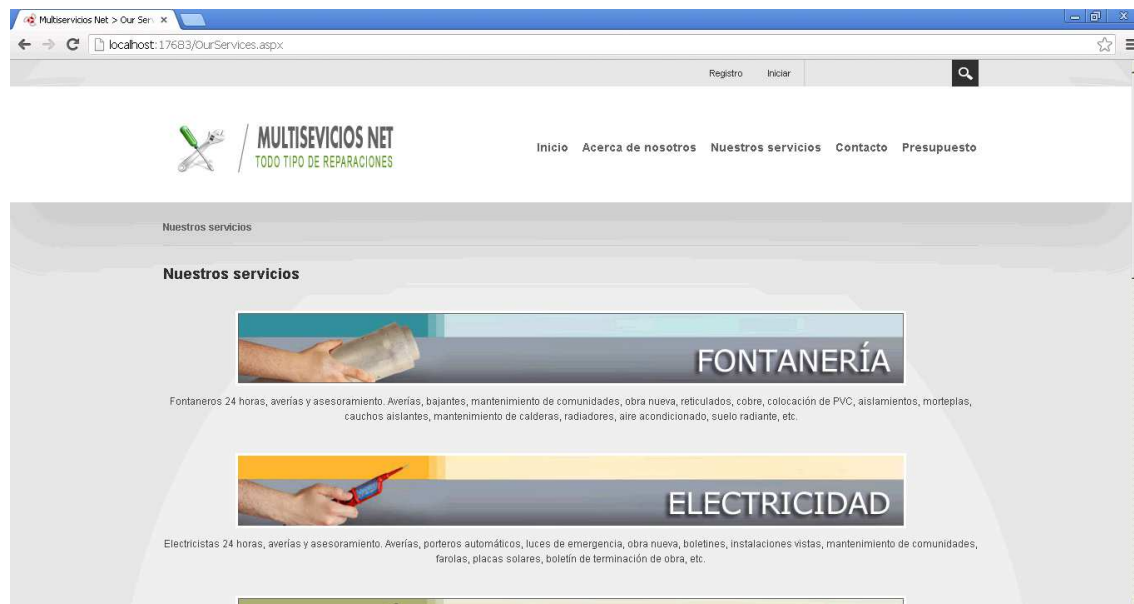 Multiservicios Net > Our Ser
localhost:17683/OurServices.aspx
Registro Iniciar
MULTISEVICIOS NET
TODO TIPO DE REPARACIONES
Inicio Acerca de nosotros Nuestros servicios Contacto Presupuesto
Nuestros servicios
Nuestros servicios
FONTANERÍA
Fontaneros 24 horas, averías y asesoramiento. Averías, bajantes, mantenimiento de comunidades, obra nueva, reticulados, cobre, colocación de PVC, aislamientos, morteplas,
cauchos aislantes, mantenimiento de calderas, radiadores, aire acondicionado, suelo radiante, etc.
ELECTRICIDAD
Electricistas 24 horas, averías y asesoramiento. Averías, porteros automáticos, luces de emergencia, obra nueva, boletines, instalaciones vistas, mantenimiento de comunidades,
farolas, placas solares, boletín de terminación de obra, etc.